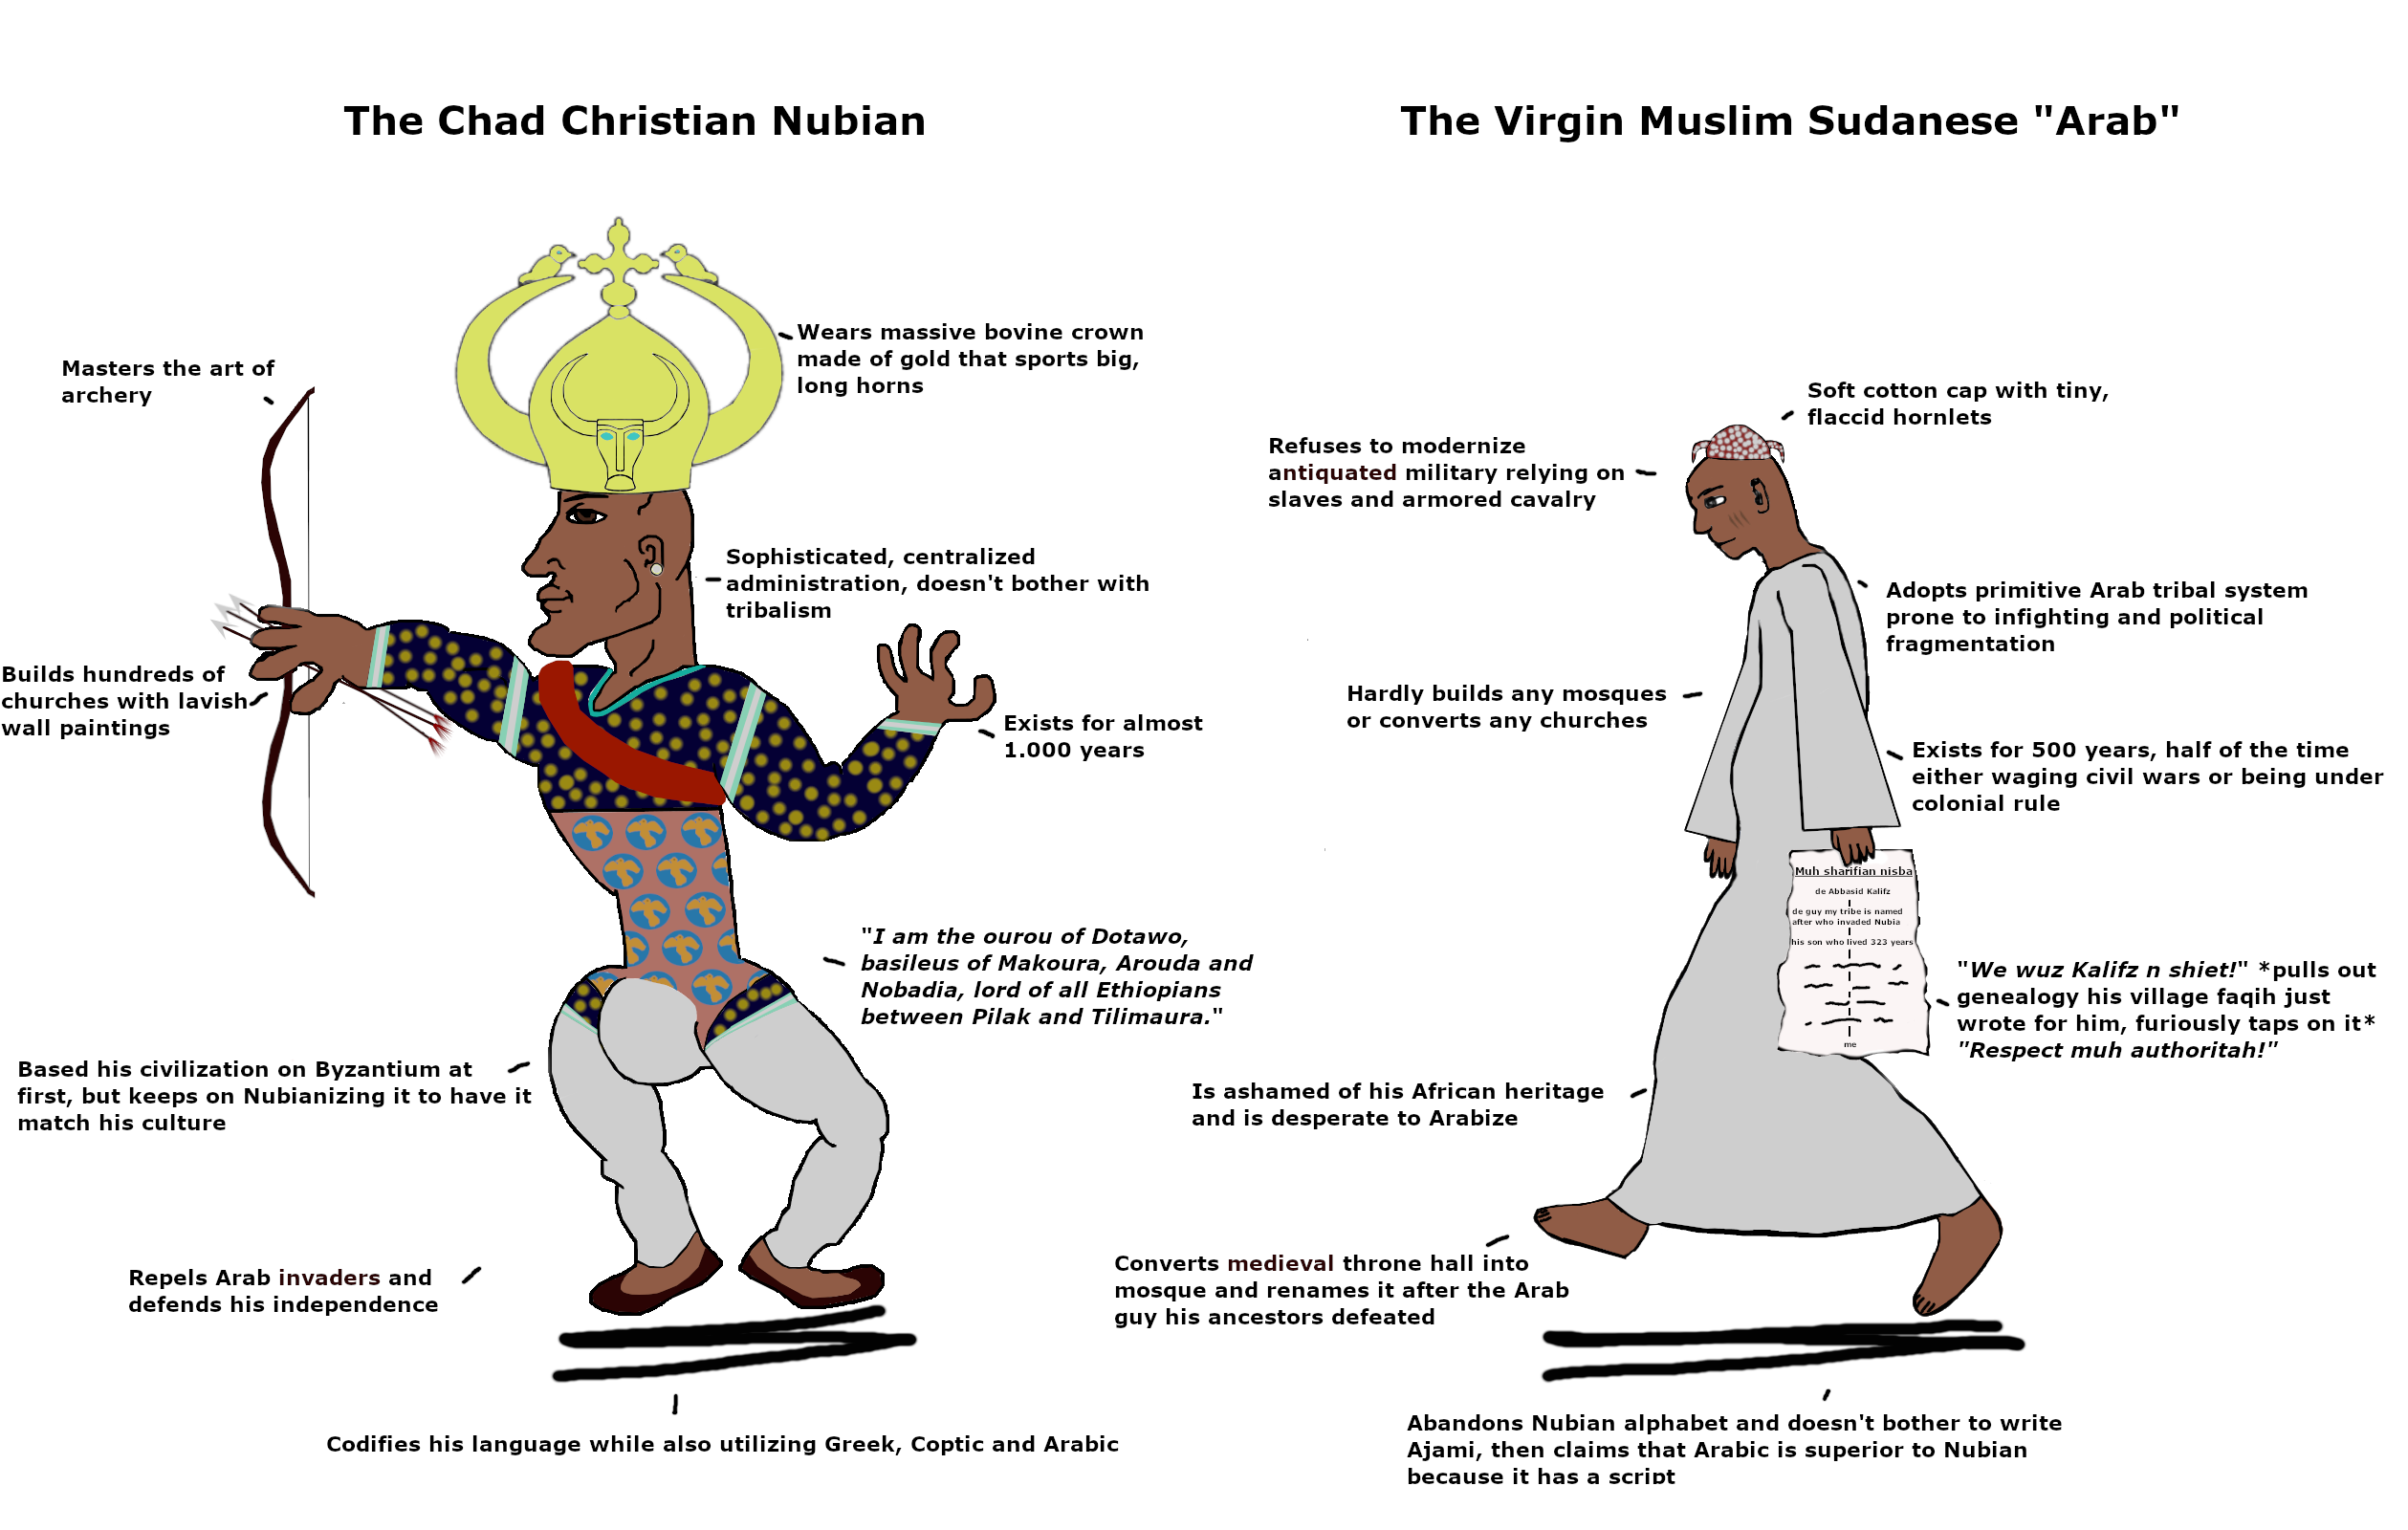 The Chad Christian Nubian
Masters the art of
archery
Wears massive bovine crown
made of gold that sports big,
long horns
Sophisticated, centralized
administration, doesn't bother with
tribalism
Builds hundreds of
churches with lavish
wall paintings
Exists for almost
1.000 years
"I am the ourou of Dotawo,
basileus of Makoura, Arouda and
Nobadia, lord of all Ethiopians
between Pilak and Tilimaura."
Based his civilization on Byzantium at
first, but keeps on Nubianizing it to have it
match his culture
Repels Arab invaders and
defends his independence
Codifies his language while also utilizing Greek, Coptic and Arabic
The Virgin Muslim Sudanese "Arab"
Soft cotton cap with tiny,
flaccid hornlets
Refuses to modernize
antiquated military relying on
slaves and armored cavalry
Adopts primitive Arab tribal system
prone to infighting and political
fragmentation
Hardly builds any mosques
or converts any churches
Exists for 500 years, half of the time
either waging civil wars or being under
colonial rule
Muh sharifian nisba
de Abbasid Kalifz
de guy my tribe is named
after who invaded Nubia
his son who lived 323 years
me
"We wuz Kalifz n shiet!" *pulls out
genealogy his village faqih just
wrote for him, furiously taps on it*
"Respect muh authoritah!"
Is ashamed of his African heritage
and is desperate to Arabize
Converts medieval throne hall into
mosque and renames it after the Arab
guy his ancestors defeated
Abandons Nubian alphabet and doesn't bother to write
Ajami, then claims that Arabic is superior to Nubian
because it has a script